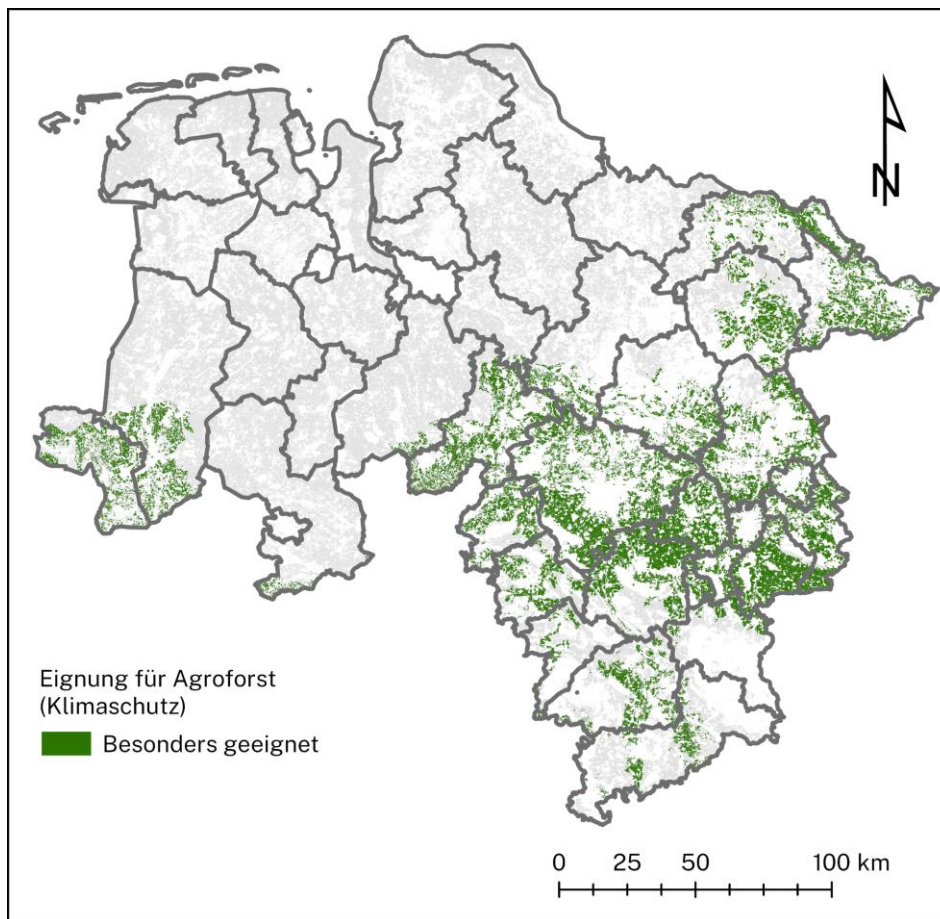 N
Eignung für Agroforst
(Klimaschutz)
Besonders geeignet
0 25 50 100 km